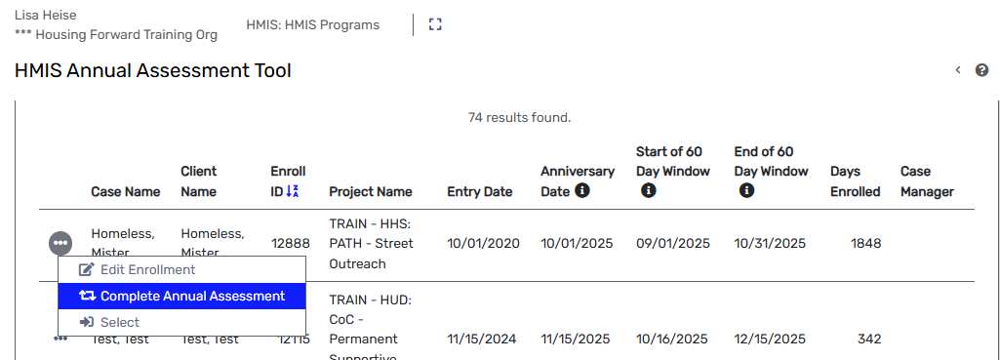 Lisa Heise
*** Housing Forward Training Org
HMIS: HMIS Programs
HMIS Annual Assessment Tool
74 results found.
Case Name
Client Name
Enroll ID
Project Name
Entry Date
Anniversary Date
Start of 60 Day Window
End of 60 Day Window
Days Enrolled
Case Manager
Homeless, Mister
Homeless, Mister
12888
TRAIN - HHS: PATH - Street Outreach
10/01/2020
10/01/2025
09/01/2025
10/31/2025
1848
Edit Enrollment
Complete Annual Assessment
Select
Test, Test
Test, Test
12115
TRAIN - HUD: CoC - Permanent Supportive
11/15/2024
11/15/2025
10/16/2025
12/15/2025
342